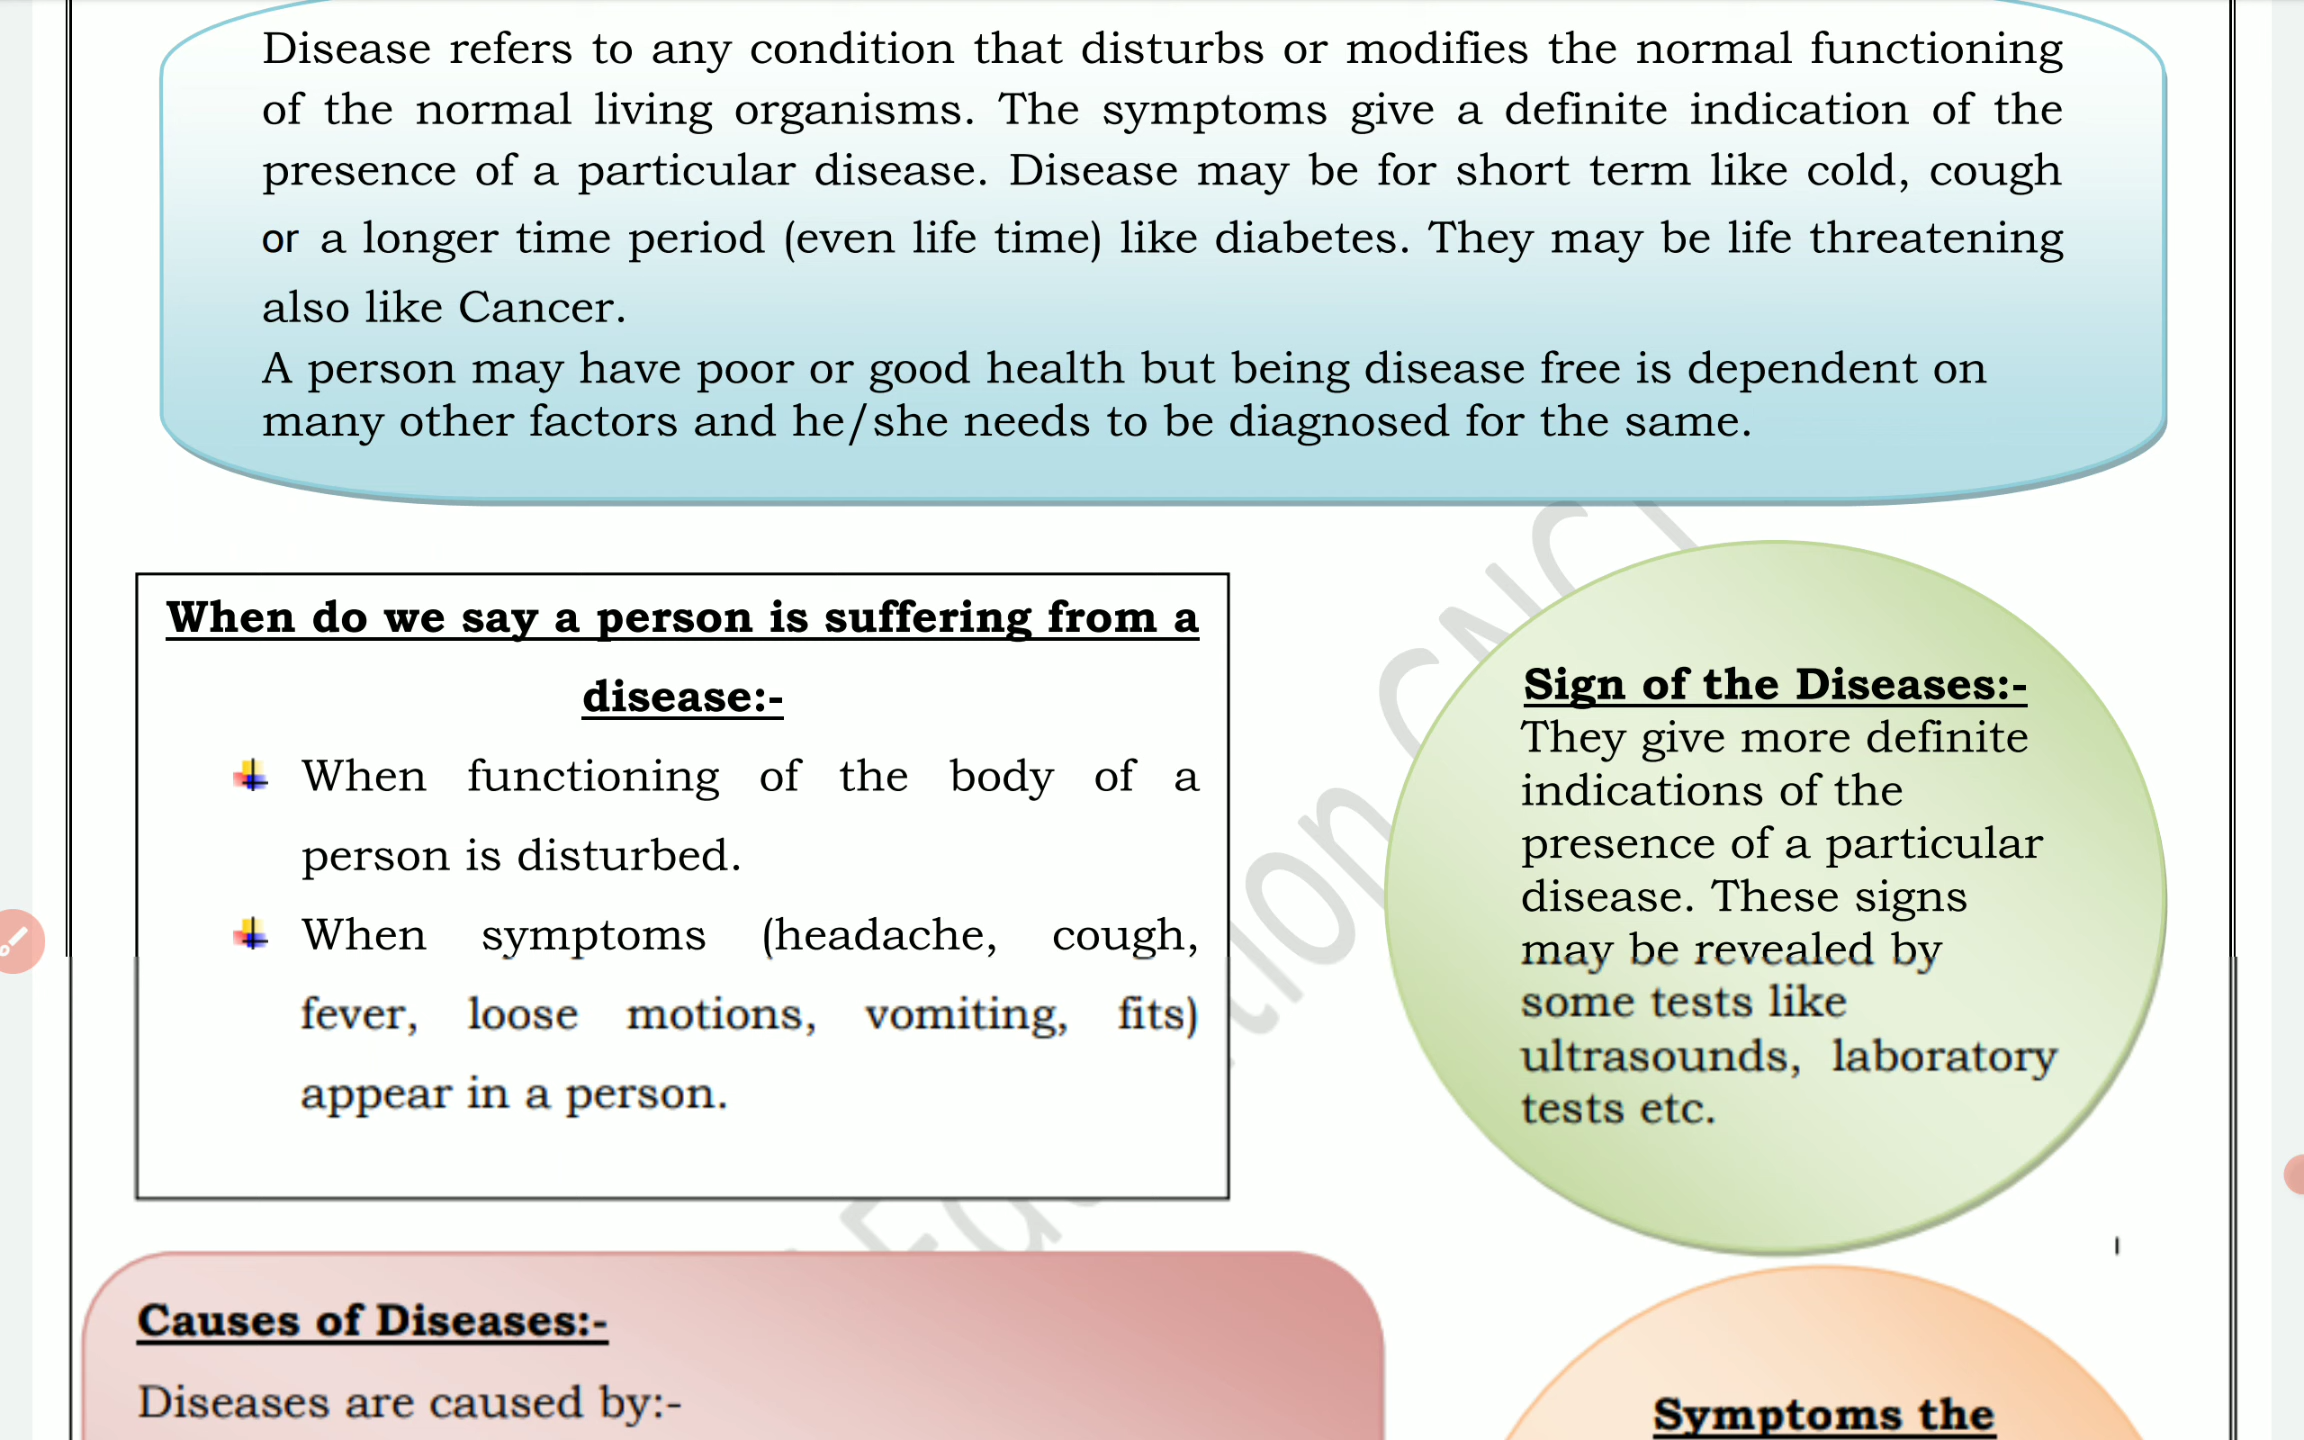 Disease refers to any condition that disturbs or modifies the normal functioning
of the normal living organisms. The symptoms give a definite indication of the
presence of a particular disease. Disease may be for short term like cold, cough
or a longer time period (even life time) like diabetes. They may be life threatening
also like Cancer.
A person may have poor or good health but being disease free is dependent on
many other factors and he/she needs to be diagnosed for the same.
When do we say a person is suffering from a
disease:-
When functioning of the body of a
person is disturbed.
When symptoms (headache, cough,
fever, loose motions, vomiting, fits)
appear in a person.
Sign of the Diseases:-
They give more definite
indications of the
presence of a particular
disease. These signs
may be revealed by
some tests like
ultrasounds, laboratory
tests etc.
Causes of Diseases:-
Diseases are caused by:-
Symptoms the